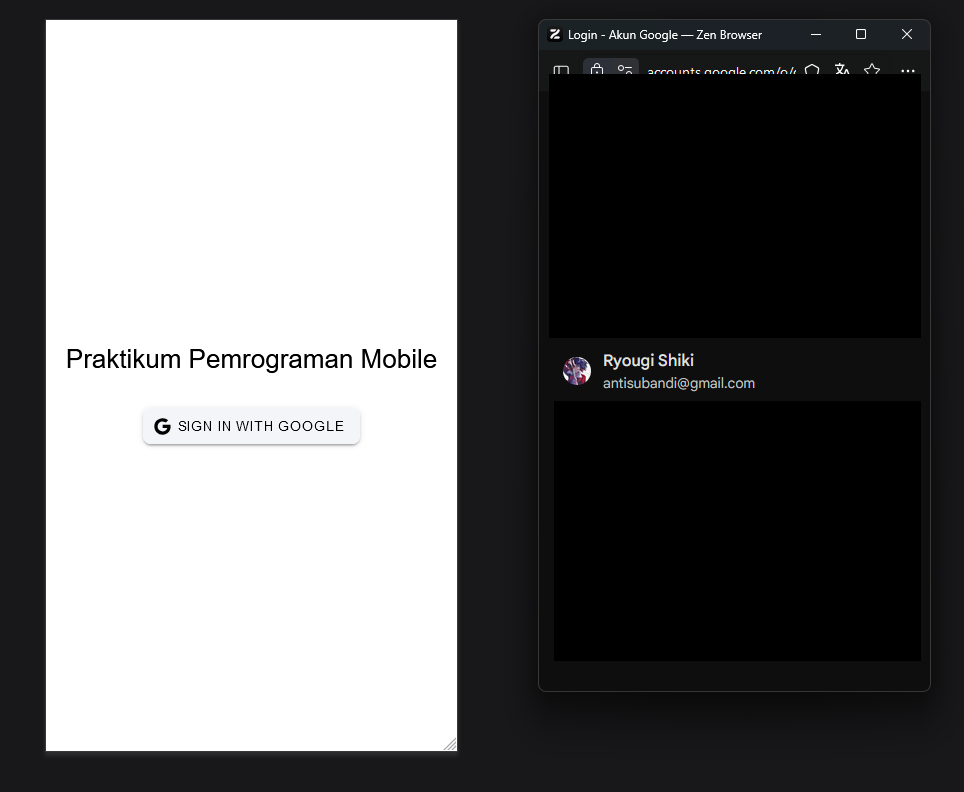 Praktikum Pemrograman Mobile
SIGN IN WITH GOOGLE
Login - Akun Google — Zen Browser
accounts.google.com/o/
Ryougi Shiki
antisubandi@gmail.com